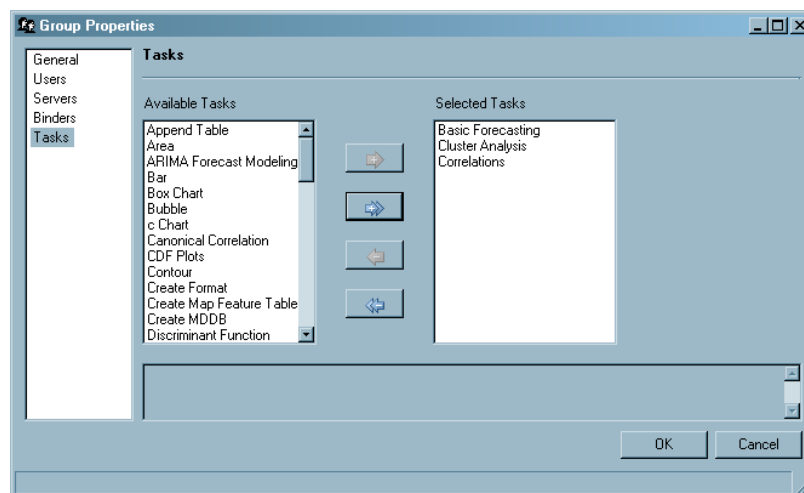 Group Properties
General
Users
Servers
Binders
Tasks
Tasks
Available Tasks
Append Table
Area
ARIMA Forecast Modeling
Bar
Box Chart
Bubble
c Chart
Canonical Correlation
CDF Plots
Contour
Create Format
Create Map Feature Table
Create MDDB
Discriminant Function
Selected Tasks
Basic Forecasting
Cluster Analysis
Correlations
OK
Cancel